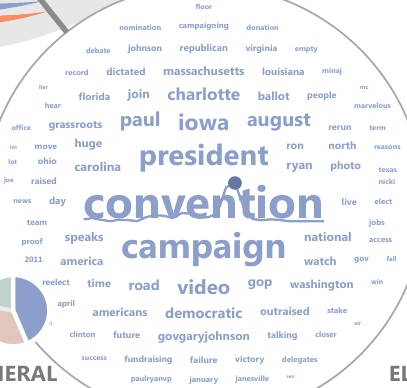 floor
nomination campaigning donation
debate johnson republican virginia empty
record dictated massachusetts louisiana minaj
liar florida join charlotte ballot people mc
hear marvelous
paul iowa august
office grassroots rerun term
move huge ron north reasons
lot ohio carolina president ryan photo texas
joe raised nicki
news day convention live elect
team jobs
proof speaks campaign national access
2011 america watch gov fall
reelect time road video gop washington win
april americans democratic outraised stake
clinton future govgaryjohnson talking closer
success fundraising failure victory delegates
paulryanvp january janesville
NERAL EL